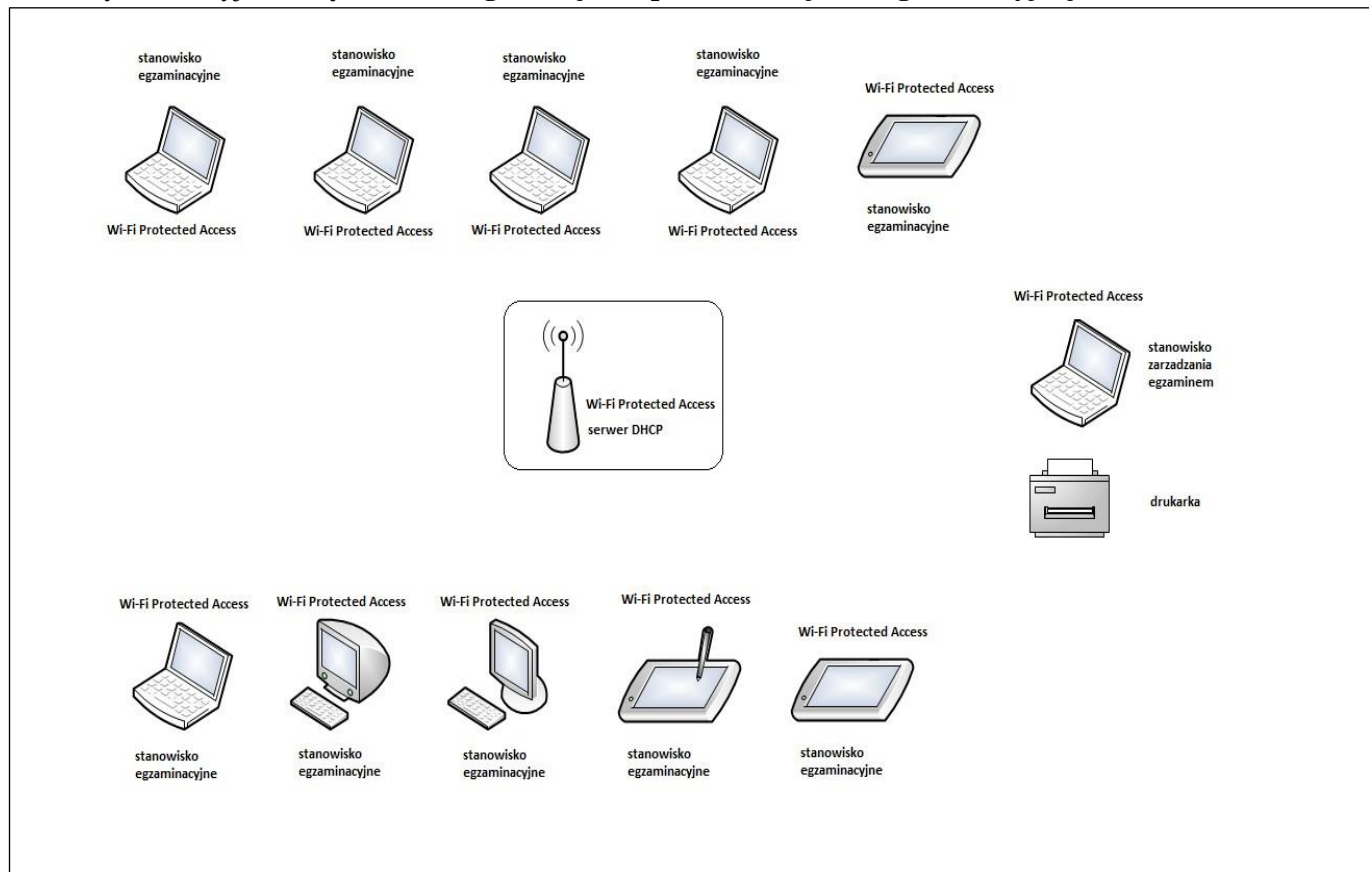 stanowisko
egzaminacyjne
stanowisko
egzaminacyjne
stanowisko
egzaminacyjne
stanowisko
egzaminacyjne
Wi-Fi Protected Access
stanowisko
egzaminacyjne
Wi-Fi Protected Access
Wi-Fi Protected Access
Wi-Fi Protected Access
Wi-Fi Protected Access
Wi-Fi Protected Access
stanowisko
zarzadzania
egzaminem
Wi-Fi Protected Access
serwer DHCP
drukarka
Wi-Fi Protected Access
Wi-Fi Protected Access
Wi-Fi Protected Access
Wi-Fi Protected Access
Wi-Fi Protected Access
stanowisko
egzaminacyjne
stanowisko
egzaminacyjne
stanowisko
egzaminacyjne
stanowisko
egzaminacyjne
stanowisko
egzaminacyjne